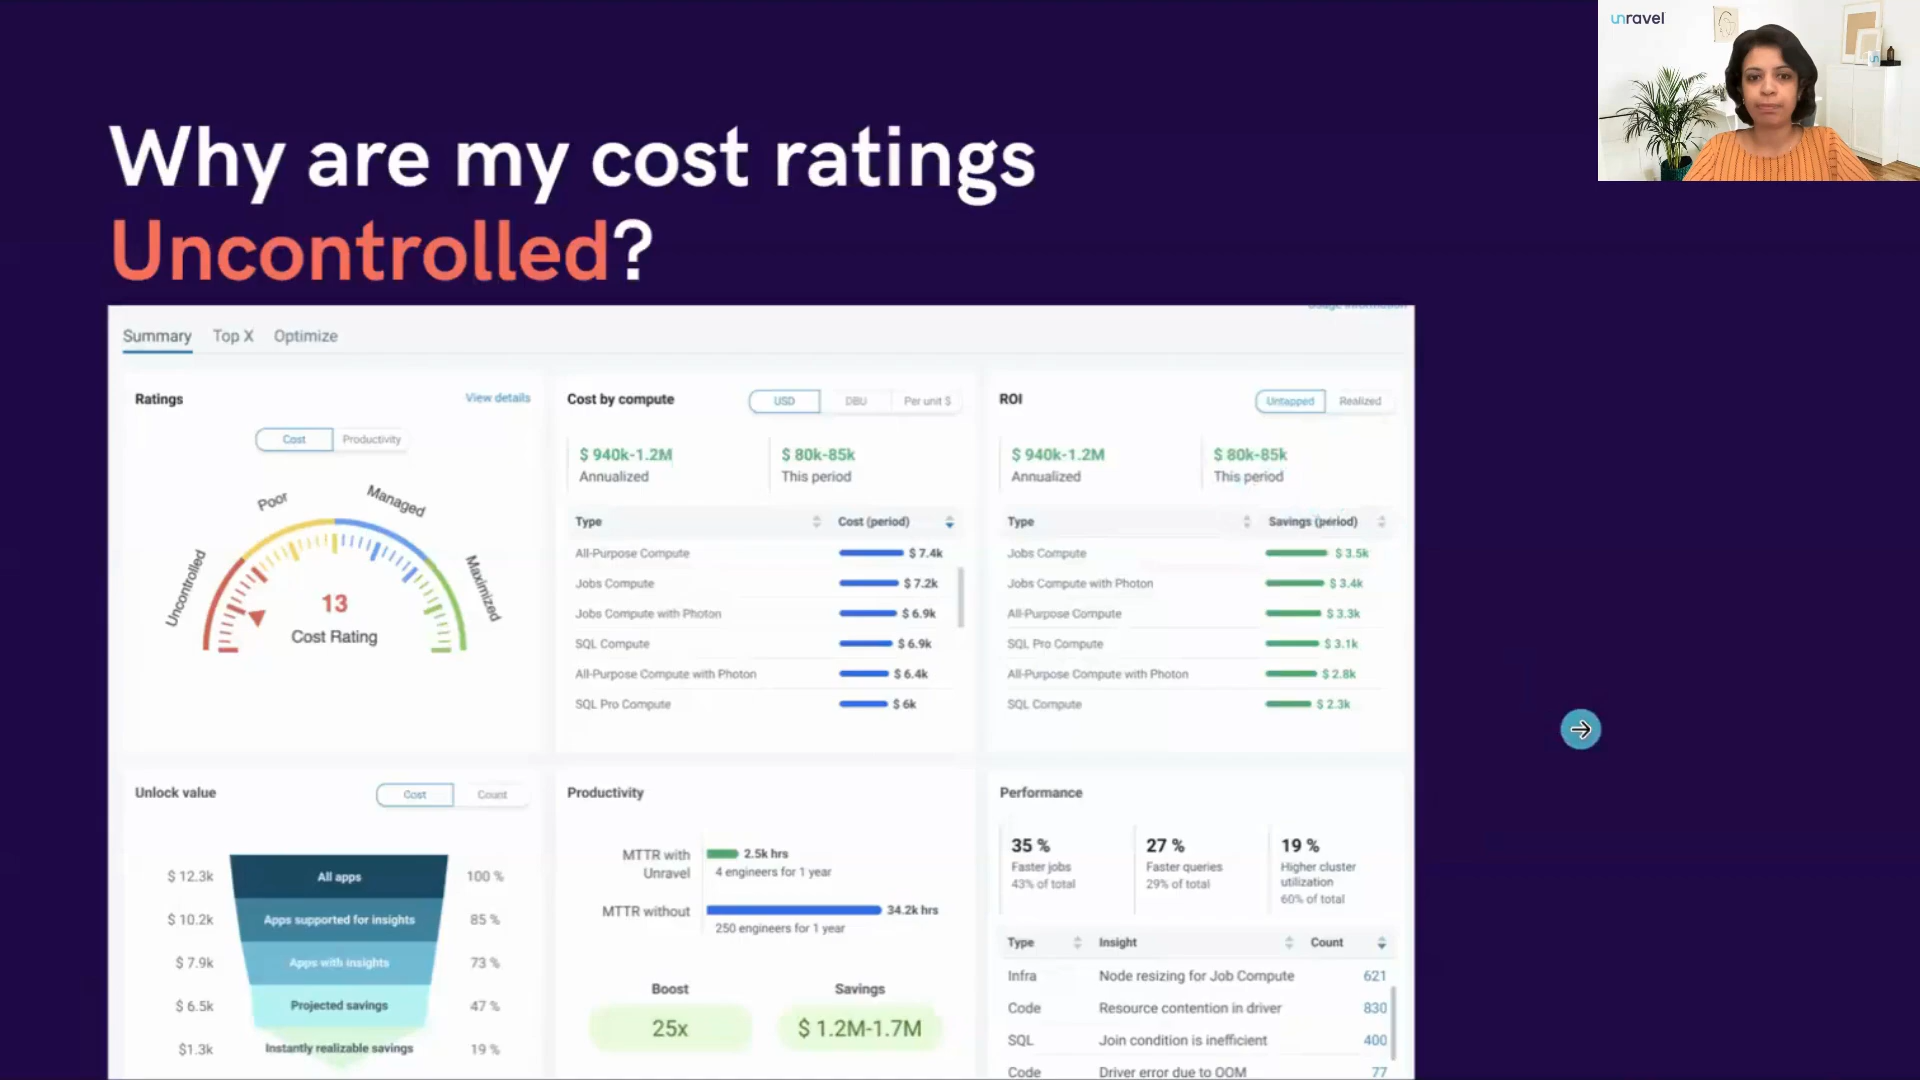 unravel
Why are my cost ratings
Uncontrolled?
Usage information
Summary Top X Optimize
Ratings View details
Cost Productivity
Uncontrolled Poor Managed Maximized
13
Cost Rating
Cost by compute USD DBU Per unit $
$ 940k-1.2M $ 80k-85k
Annualized This period
Type Cost (period)
All-Purpose Compute $ 7.4k
Jobs Compute $ 7.2k
Jobs Compute with Photon $ 6.9k
SQL Compute $ 6.9k
All-Purpose Compute with Photon $ 6.4k
SQL Pro Compute $ 6k
ROI Untapped Realized
$ 940k-1.2M $ 80k-85k
Annualized This period
Type Savings (period)
Jobs Compute $ 3.5k
Jobs Compute with Photon $ 3.4k
All-Purpose Compute $ 3.3k
SQL Pro Compute $ 3.1k
All-Purpose Compute with Photon $ 2.8k
SQL Compute $ 2.3k
Unlock value Cost Count
$ 12.3k All apps 100 %
$ 10.2k Apps supported for insights 85 %
$ 7.9k Apps with insights 73 %
$ 6.5k Projected savings 47 %
$1.3k Instantly realizable savings 19 %
Productivity
MTTR with 2.5k hrs
Unravel 4 engineers for 1 year
MTTR without 34.2k hrs
250 engineers for 1 year
Boost Savings
25x $ 1.2M-1.7M
Performance
35 % 27 % 19 %
Faster jobs Faster queries Higher cluster
utilization
43% of total 29% of total 60% of total
Type Insight Count
Infra Node resizing for Job Compute 621
Code Resource contention in driver 830
SQL Join condition is inefficient 400
Code Driver error due to OOM 77